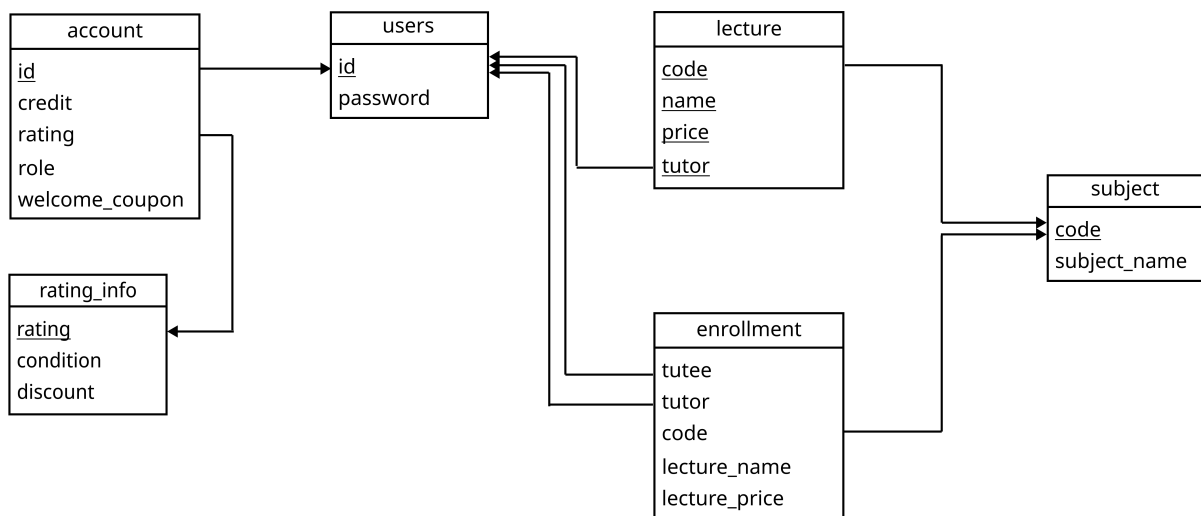 account
id
credit
rating
role
welcome_coupon
users
id
password
lecture
code
name
price
tutor
subject
code
subject_name
rating_info
rating
condition
discount
enrollment
tutee
tutor
code
lecture_name
lecture_price